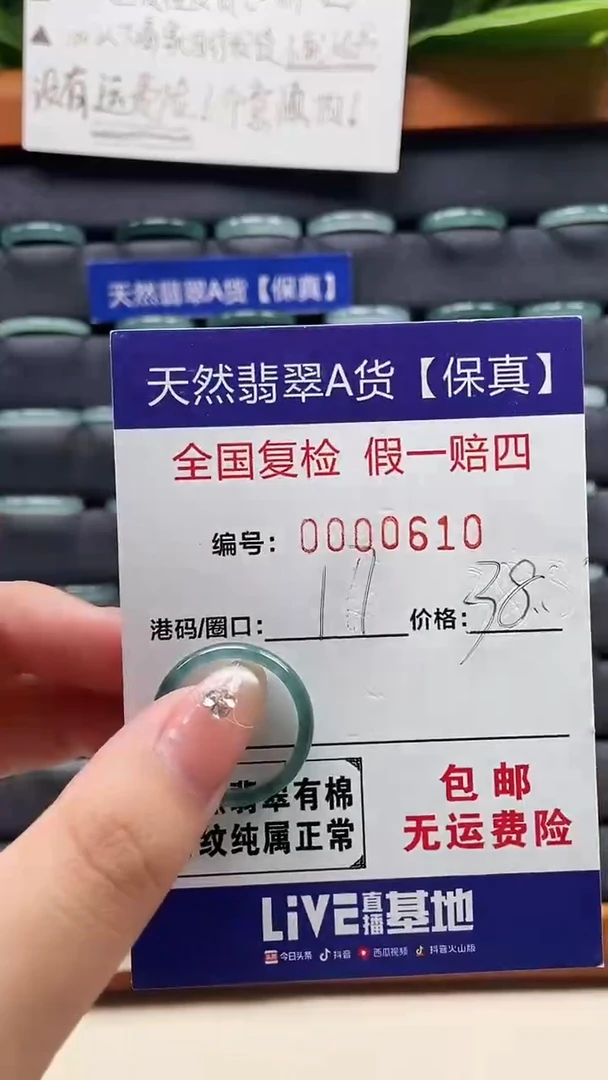 没有运费险！介意慎拍！
天然翡翠A货【保真】
天然翡翠A货【保真】
全国复检 假一赔四
编号：0000610
港码/圈口：11 价格：38
翡翠有棉
纹纯属正常
包邮
无运费险
LiVE直播基地
今日头条 抖音 西瓜视频 抖音火山版